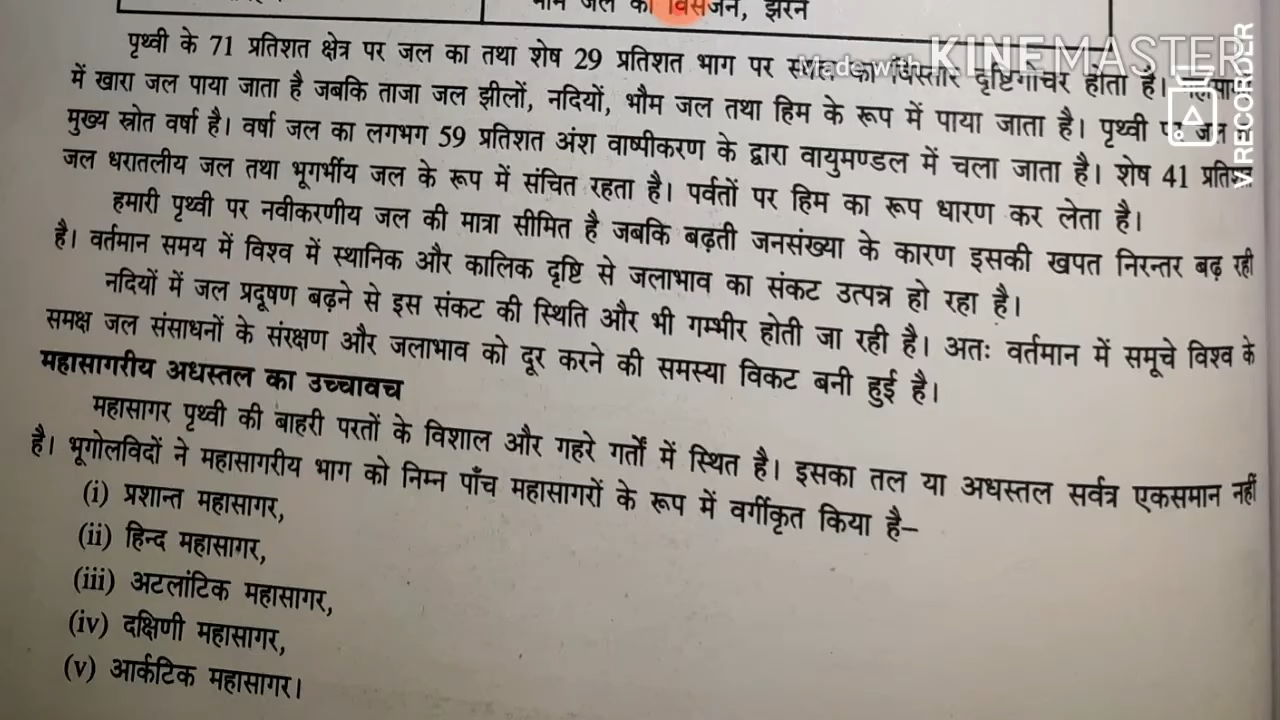 भौम जल का विसर्जन, झरने
पृथ्वी के 71 प्रतिशत क्षेत्र पर जल का तथा शेष 29 प्रतिशत भाग पर का विस्तार दृष्टिगोचर होता है।
में खारा जल पाया जाता है जबकि ताजा जल झीलों, नदियों, भौम जल तथा हिम के रूप में पाया जाता है। पृथ्वी पर जल
मुख्य स्रोत वर्षा है। वर्षा जल का लगभग 59 प्रतिशत अंश वाष्पीकरण के द्वारा वायुमण्डल में चला जाता है। शेष 41 प्रतिशत
जल धरातलीय जल तथा भूगर्भीय जल के रूप में संचित रहता है। पर्वतों पर हिम का रूप धारण कर लेता है।
हमारी पृथ्वी पर नवीकरणीय जल की मात्रा सीमित है जबकि बढ़ती जनसंख्या के कारण इसकी खपत निरन्तर बढ़ रही
है। वर्तमान समय में विश्व में स्थानिक और कालिक दृष्टि से जलाभाव का संकट उत्पन्न हो रहा है।
नदियों में जल प्रदूषण बढ़ने से इस संकट की स्थिति और भी गम्भीर होती जा रही है। अतः वर्तमान में समूचे विश्व के
समक्ष जल संसाधनों के संरक्षण और जलाभाव को दूर करने की समस्या विकट बनी हुई है।
महासागरीय अधस्तल का उच्चावच
महासागर पृथ्वी की बाहरी परतों के विशाल और गहरे गर्तों में स्थित है। इसका तल या अधस्तल सर्वत्र एकसमान नहीं
है। भूगोलविदों ने महासागरीय भाग को निम्न पाँच महासागरों के रूप में वर्गीकृत किया है–
(i) प्रशान्त महासागर,
(ii) हिन्द महासागर,
(iii) अटलांटिक महासागर,
(iv) दक्षिणी महासागर,
(v) आर्कटिक महासागर।
Made with KINEMASTER
V RECORDER